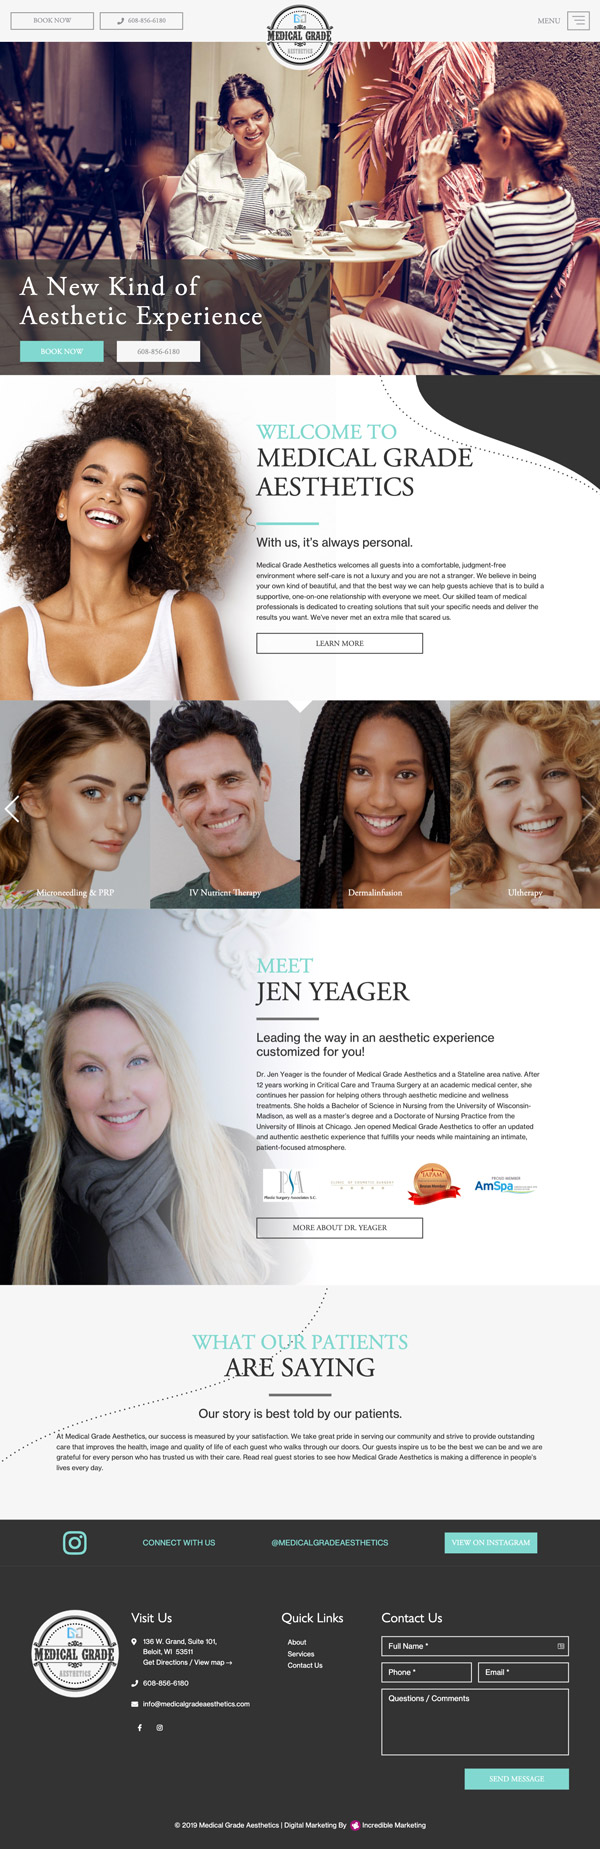 BOOK NOW
608-856-6180
MEDICAL GRADE
AESTHETICS
MENU
A New Kind of
Aesthetic Experience
BOOK NOW
608-856-6180
WELCOME TO
MEDICAL GRADE
AESTHETICS
With us, it's always personal.
Medical Grade Aesthetics welcomes all guests into a comfortable, judgment-free
environment where self-care is not a luxury and you are not a stranger. We believe in being
your own kind of beautiful, and that the best way we can help guests achieve that is to build a
supportive, one-on-one relationship with everyone we meet. Our skilled team of medical
professionals is dedicated to creating solutions that suit your specific needs and deliver the
results you want. We've never met an extra mile that scared us.
LEARN MORE
Microneedling & PRP
IV Nutrient Therapy
Dermalinfusion
Ultherapy
MEET
JEN YEAGER
Leading the way in an aesthetic experience
customized for you!
Dr. Jen Yeager is the founder of Medical Grade Aesthetics and a Stateline area native. After
12 years working in Critical Care and Trauma Surgery at an academic medical center, she
continues her passion for helping others through aesthetic medicine and wellness
treatments. She holds a Bachelor of Science in Nursing from the University of Wisconsin-
Madison, as well as a master's degree and a Doctorate of Nursing Practice from the
University of Illinois at Chicago. Jen opened Medical Grade Aesthetics to offer an updated
and authentic aesthetic experience that fulfills your needs while maintaining an intimate,
patient-focused atmosphere.
PSA
Plastic Surgery Associates S.C.
CLINIC OF COSMETIC SURGERY
IAPAM
PROUD MEMBER
AmSpa
MORE ABOUT DR. YEAGER
WHAT OUR PATIENTS
ARE SAYING
Our story is best told by our patients.
At Medical Grade Aesthetics, our success is measured by your satisfaction. We take great pride in serving our community and strive to provide outstanding
care that improves the health, image and quality of life of each guest who walks through our doors. Our guests inspire us to be the best we can be and we are
grateful for every person who has trusted us with their care. Read real guest stories to see how Medical Grade Aesthetics is making a difference in people's
lives every day.
CONNECT WITH US
@MEDICALGRADEAESTHETICS
VIEW ON INSTAGRAM
MEDICAL GRADE
AESTHETICS
Visit Us
136 W. Grand, Suite 101,
Beloit, WI 53511
Get Directions / View map →
608-856-6180
info@medicalgradeaesthetics.com
Quick Links
About
Services
Contact Us
Contact Us
Full Name *
Phone *
Email *
Questions / Comments
SEND MESSAGE
© 2019 Medical Grade Aesthetics | Digital Marketing By Incredible Marketing